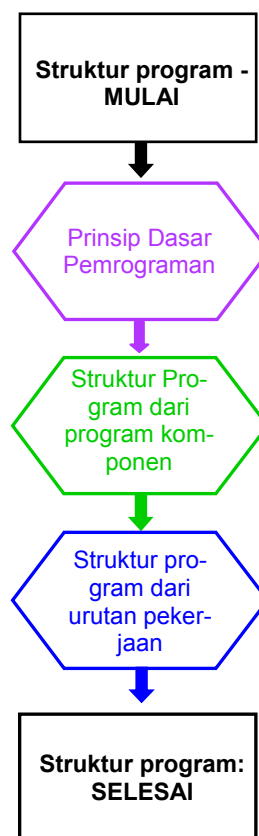 Struktur program -
MULAI
Prinsip Dasar
Pemrograman
Struktur Pro-
gram dari
program kom-
ponen
Struktur pro-
gram dari
urutan peker-
jaan
Struktur program:
SELESAI